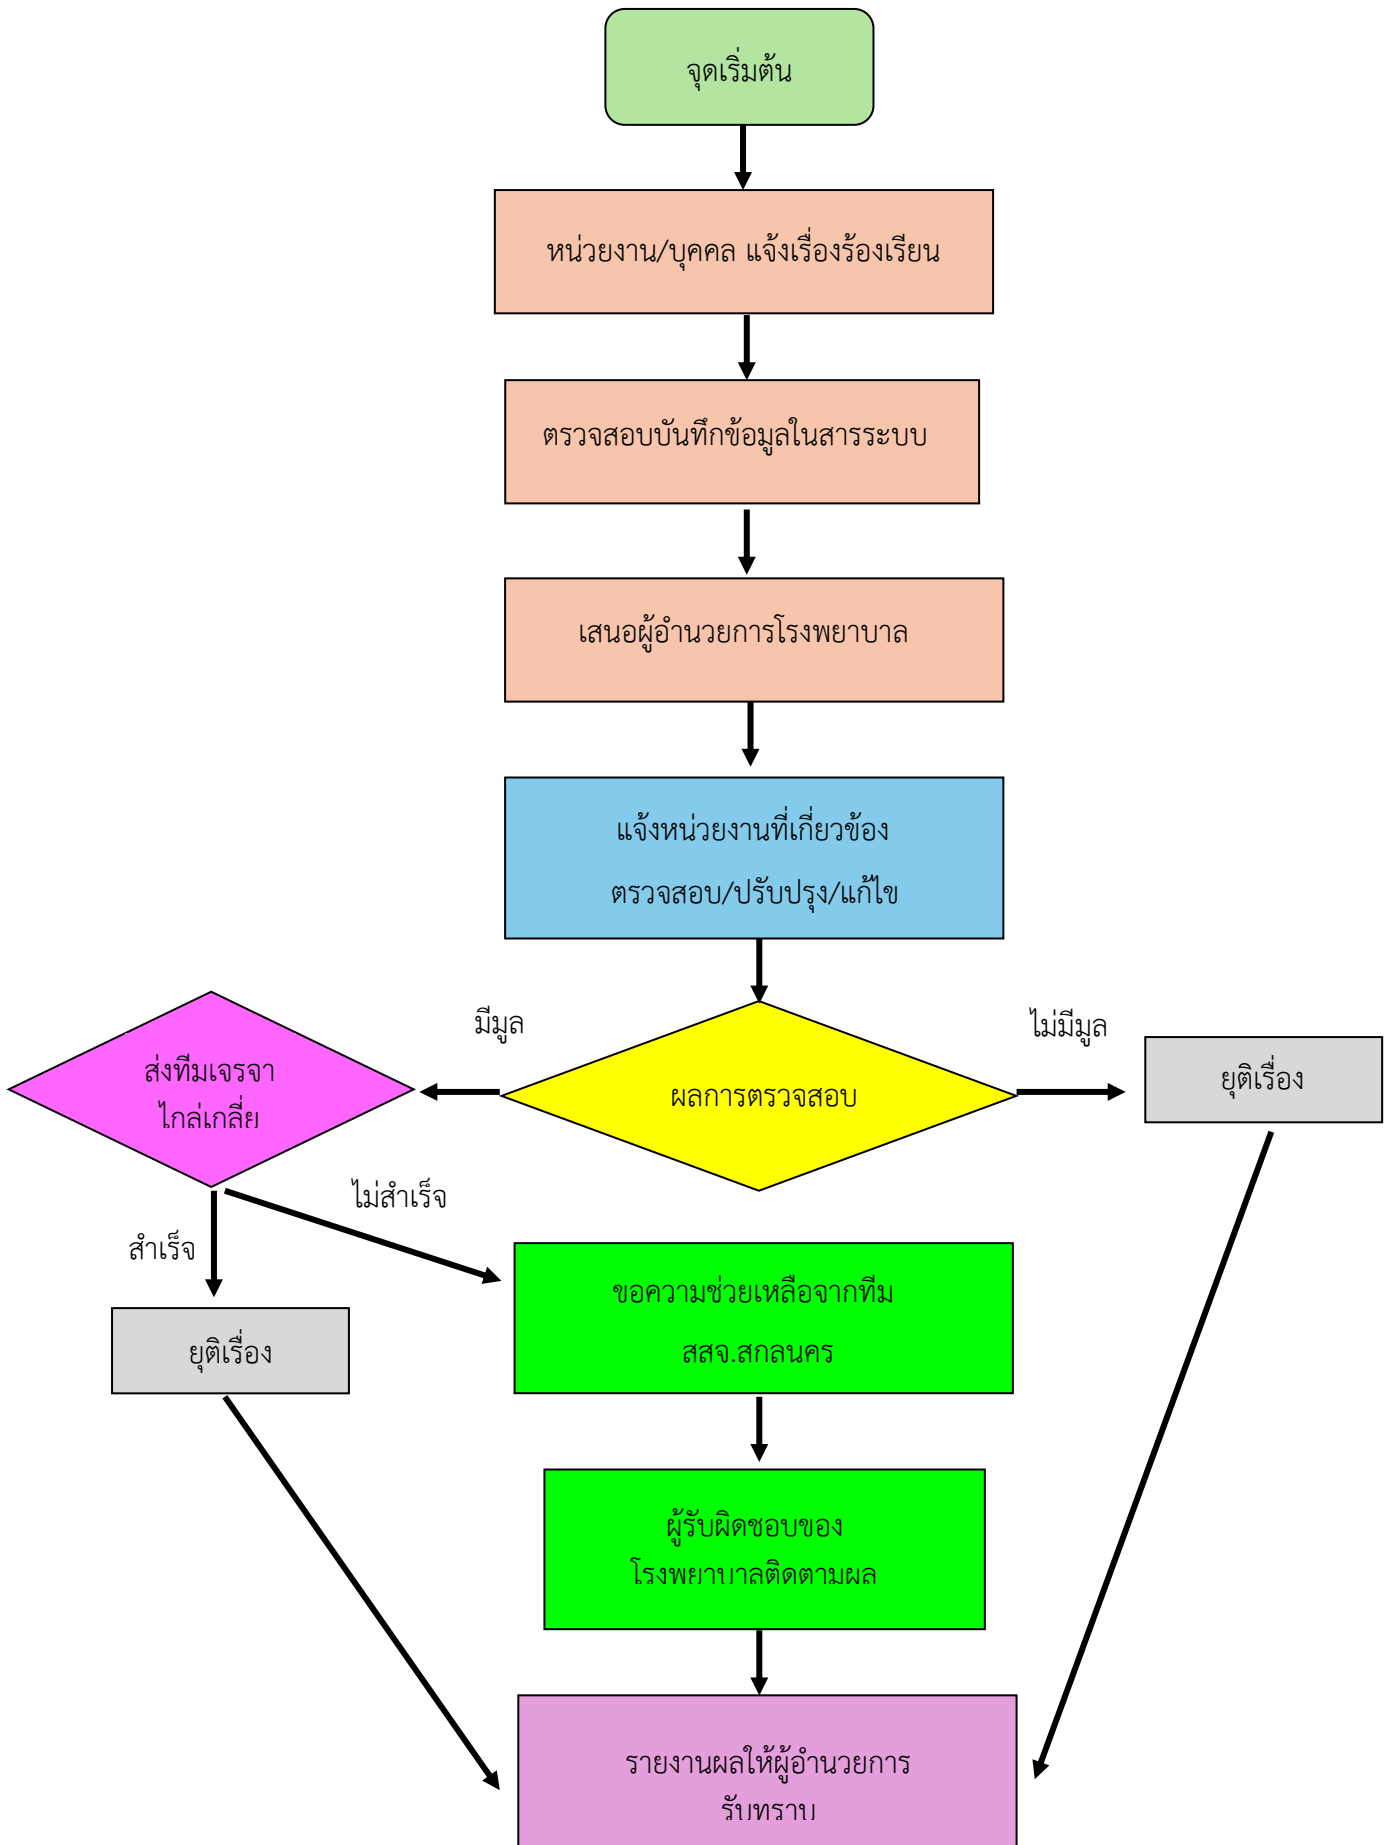 จุดเริ่มต้น
หน่วยงาน/บุคคล แจ้งเรื่องร้องเรียน
ตรวจสอบบันทึกข้อมูลในสารระบบ
เสนอผู้อำนวยการโรงพยาบาล
แจ้งหน่วยงานที่เกี่ยวข้อง
ตรวจสอบ/ปรับปรุง/แก้ไข
มีมูล
ไม่มีมูล
ส่งทีมเจรจา
ไกล่เกลี่ย
ผลการตรวจสอบ
ยุติเรื่อง
ไม่สำเร็จ
สำเร็จ
ขอความช่วยเหลือจากทีม
สสจ.สกลนคร
ยุติเรื่อง
ผู้รับผิดชอบของ
โรงพยาบาลติดตามผล
รายงานผลให้ผู้อำนวยการ
รับทราบ